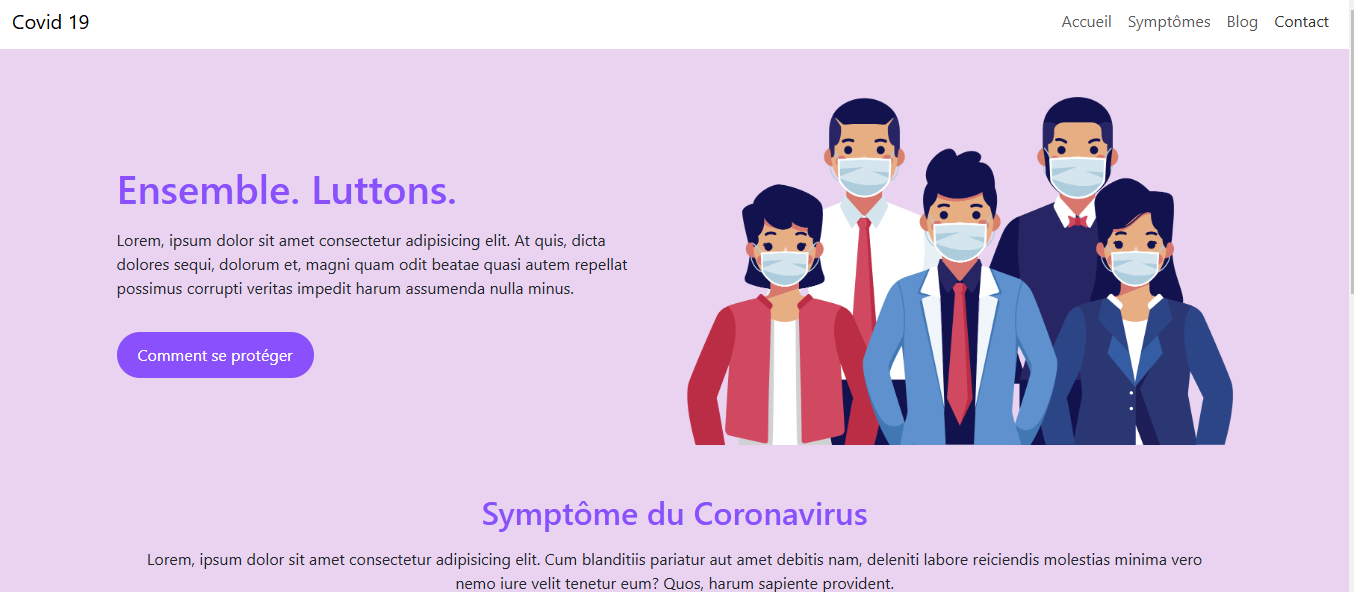 Covid 19
Accueil Symptômes Blog Contact
Ensemble. Luttons.
Lorem, ipsum dolor sit amet consectetur adipisicing elit. At quis, dicta
dolores sequi, dolorum et, magni quam odit beatae quasi autem repellat
possimus corrupti veritas impedit harum assumenda nulla minus.
Comment se protéger
Symptôme du Coronavirus
Lorem, ipsum dolor sit amet consectetur adipisicing elit. Cum blanditiis pariatur aut amet debitis nam, deleniti labore reiciendis molestias minima vero
nemo iure velit tenetur eum? Quos, harum sapiente provident.